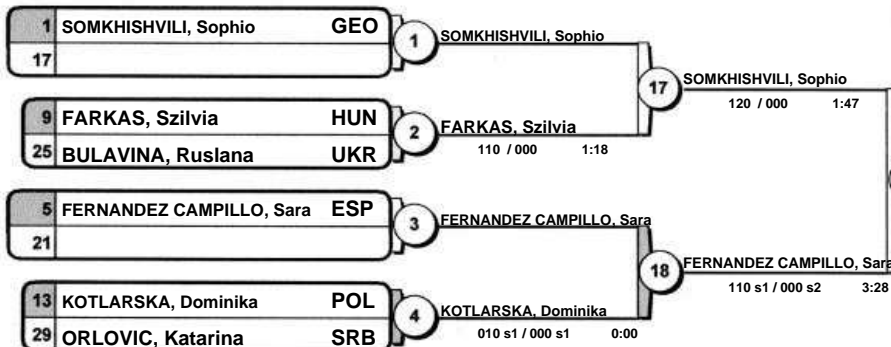 1 SOMKHISHVILI, Sophio GEO
17
1 SOMKHISHVILI, Sophio
9 FARKAS, Szilvia HUN
25 BULAVINA, Ruslana UKR
2 FARKAS, Szilvia
110 / 000 1:18
17 SOMKHISHVILI, Sophio
120 / 000 1:47
5 FERNANDEZ CAMPILLO, Sara ESP
21
3 FERNANDEZ CAMPILLO, Sara
13 KOTLARSKA, Dominika POL
29 ORLOVIC, Katarina SRB
4 KOTLARSKA, Dominika
010 s1 / 000 s1 0:00
18 FERNANDEZ CAMPILLO, Sara
110 s1 / 000 s2 3:28